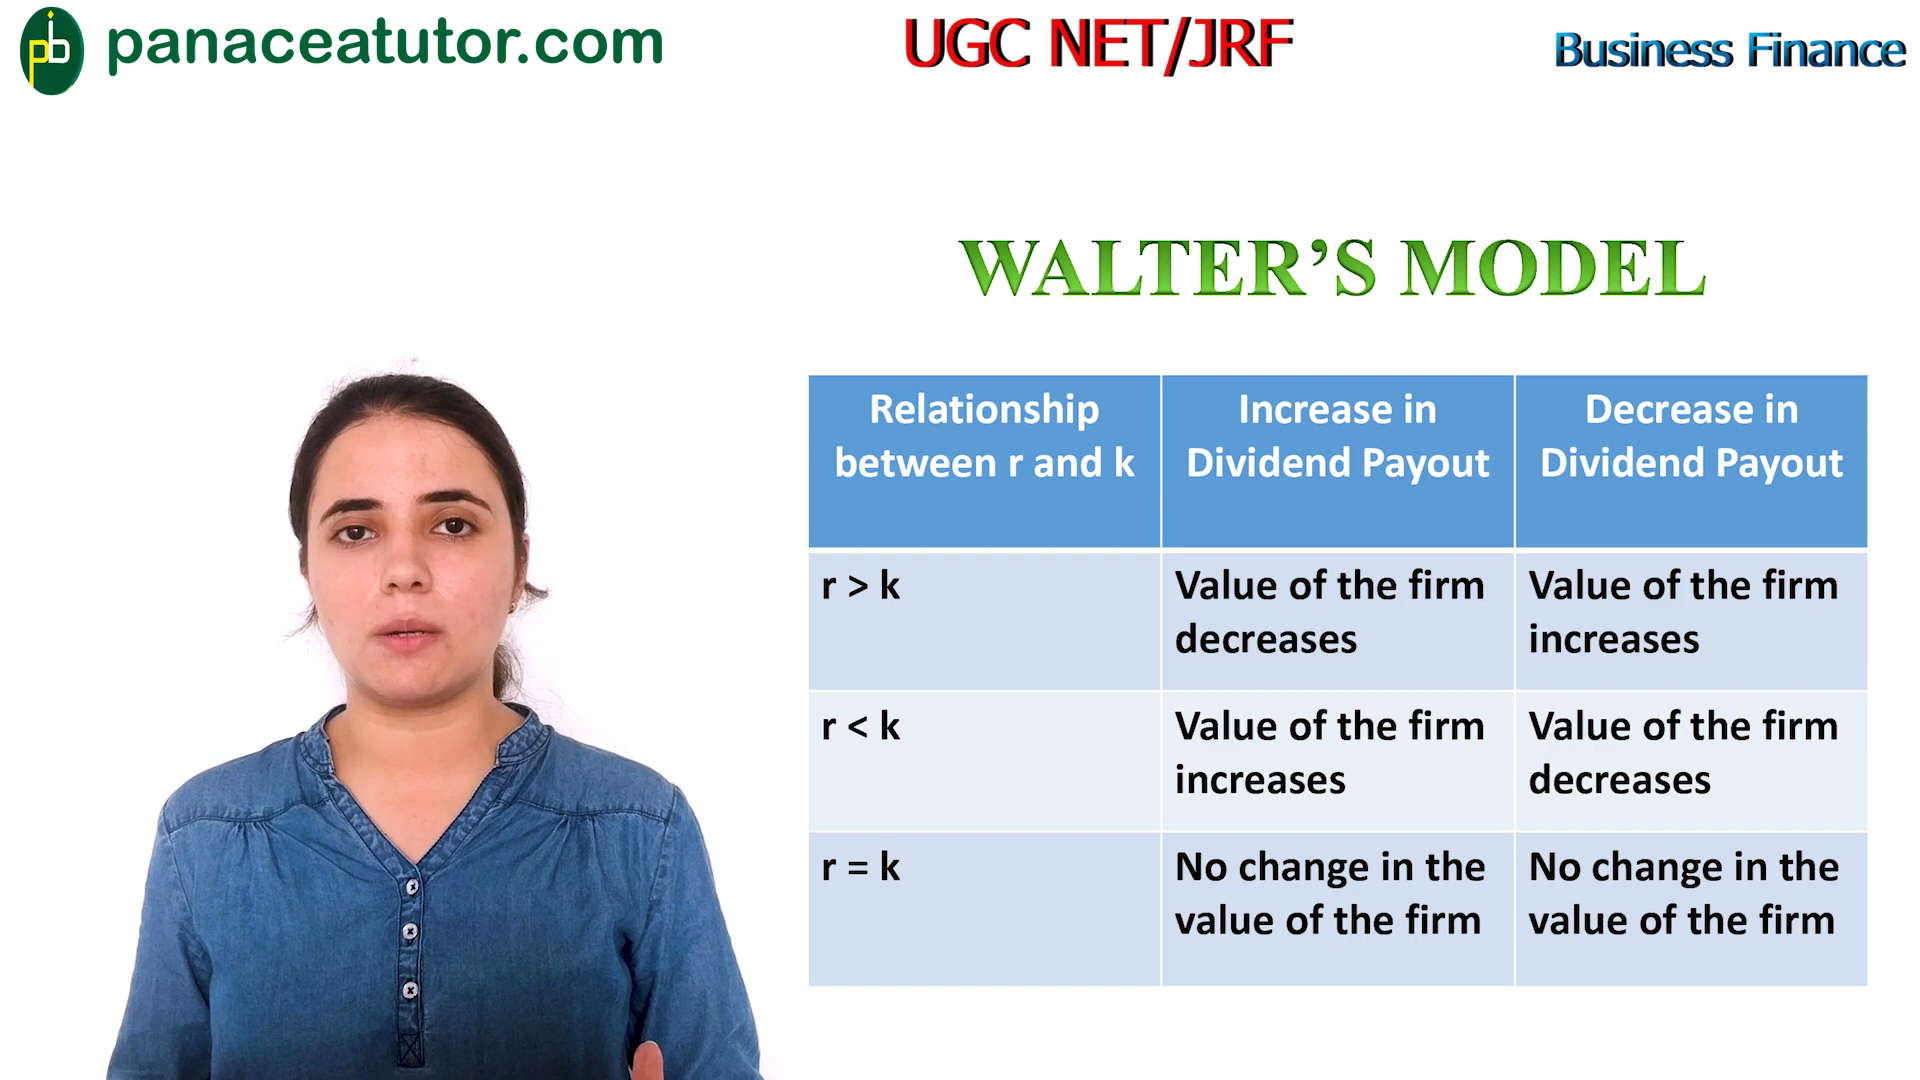 pb panaceatutor.com
UGC NET/JRF
Business Finance
WALTER'S MODEL
Relationship
between r and k
Increase in
Dividend Payout
Decrease in
Dividend Payout
r > k
Value of the firm
decreases
Value of the firm
increases
r < k
Value of the firm
increases
Value of the firm
decreases
r = k
No change in the
value of the firm
No change in the
value of the firm